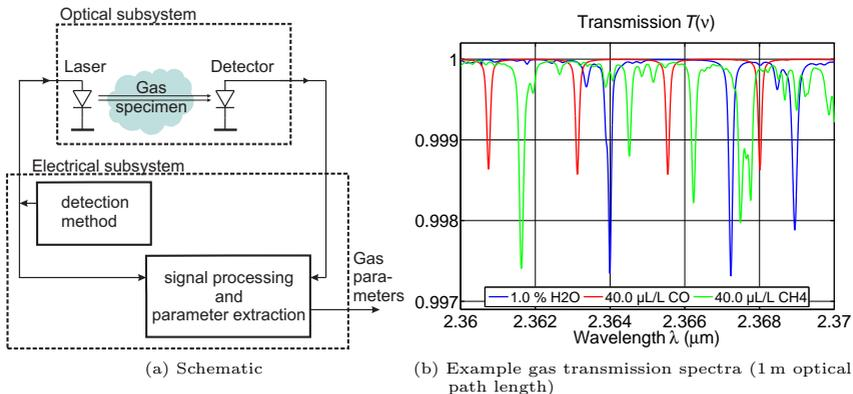 Optical subsystem
Laser
Detector
Gas
specimen
Electrical subsystem
detection
method
signal processing
and
parameter extraction
Gas
para-
meters
(a) Schematic
Transmission T(ν)
1
0.999
0.998
0.997
1.0 % H2O 40.0 µL/L CO 40.0 µL/L CH4
2.36 2.362 2.364 2.366 2.368 2.37
Wavelength λ (µm)
(b) Example gas transmission spectra (1 m optical
path length)